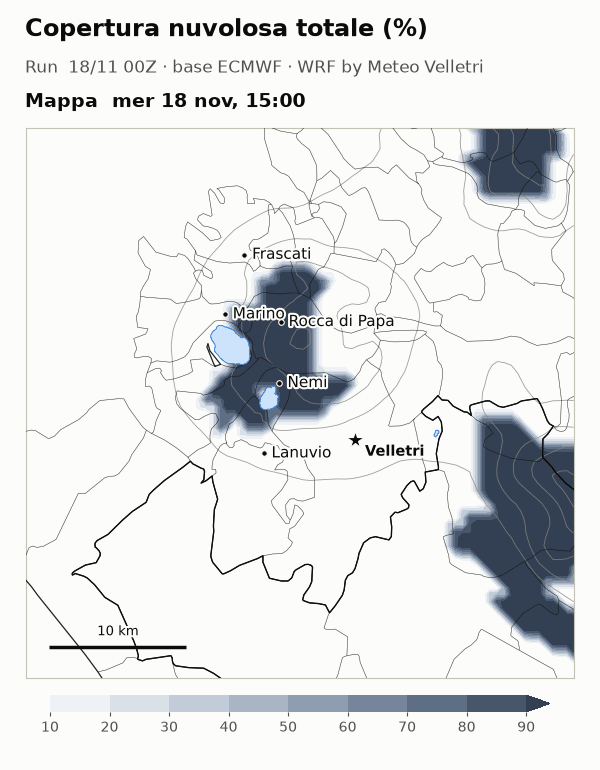 Copertura nuvolosa totale (%)
Run  18/11 00Z · base ECMWF · WRF by Meteo Velletri
Mappa  mer 18 nov, 15:00
Frascati
Marino
Rocca di Papa
Nemi
Velletri
Lanuvio
10 km
10 20 30 40 50 60 70 80 90